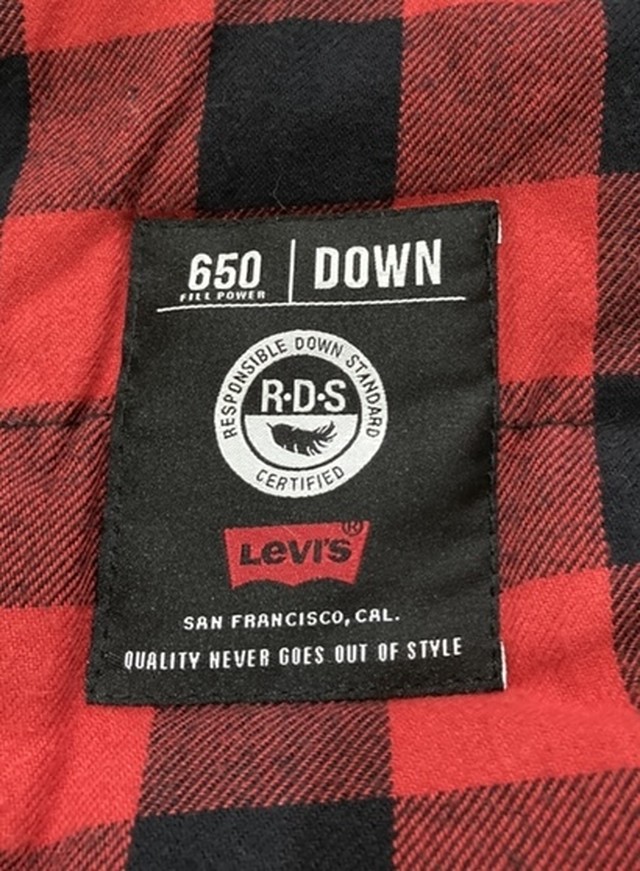 650 | DOWN
FILL POWER
RESPONSIBLE DOWN STANDARD
R·D·S
CERTIFIED
LEVI'S®
SAN FRANCISCO, CAL.
QUALITY NEVER GOES OUT OF STYLE